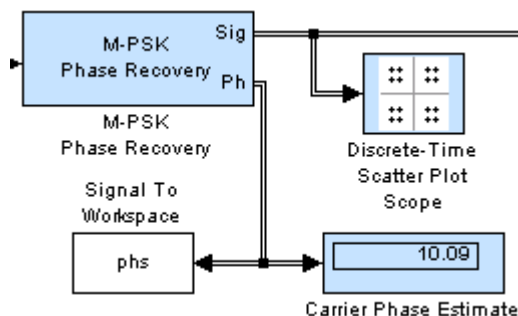 M-PSK
Phase Recovery
Sig
Ph
M-PSK
Phase Recovery
Discrete-Time
Scatter Plot
Scope
Signal To
Workspace
phs
10.09
Carrier Phase Estimate